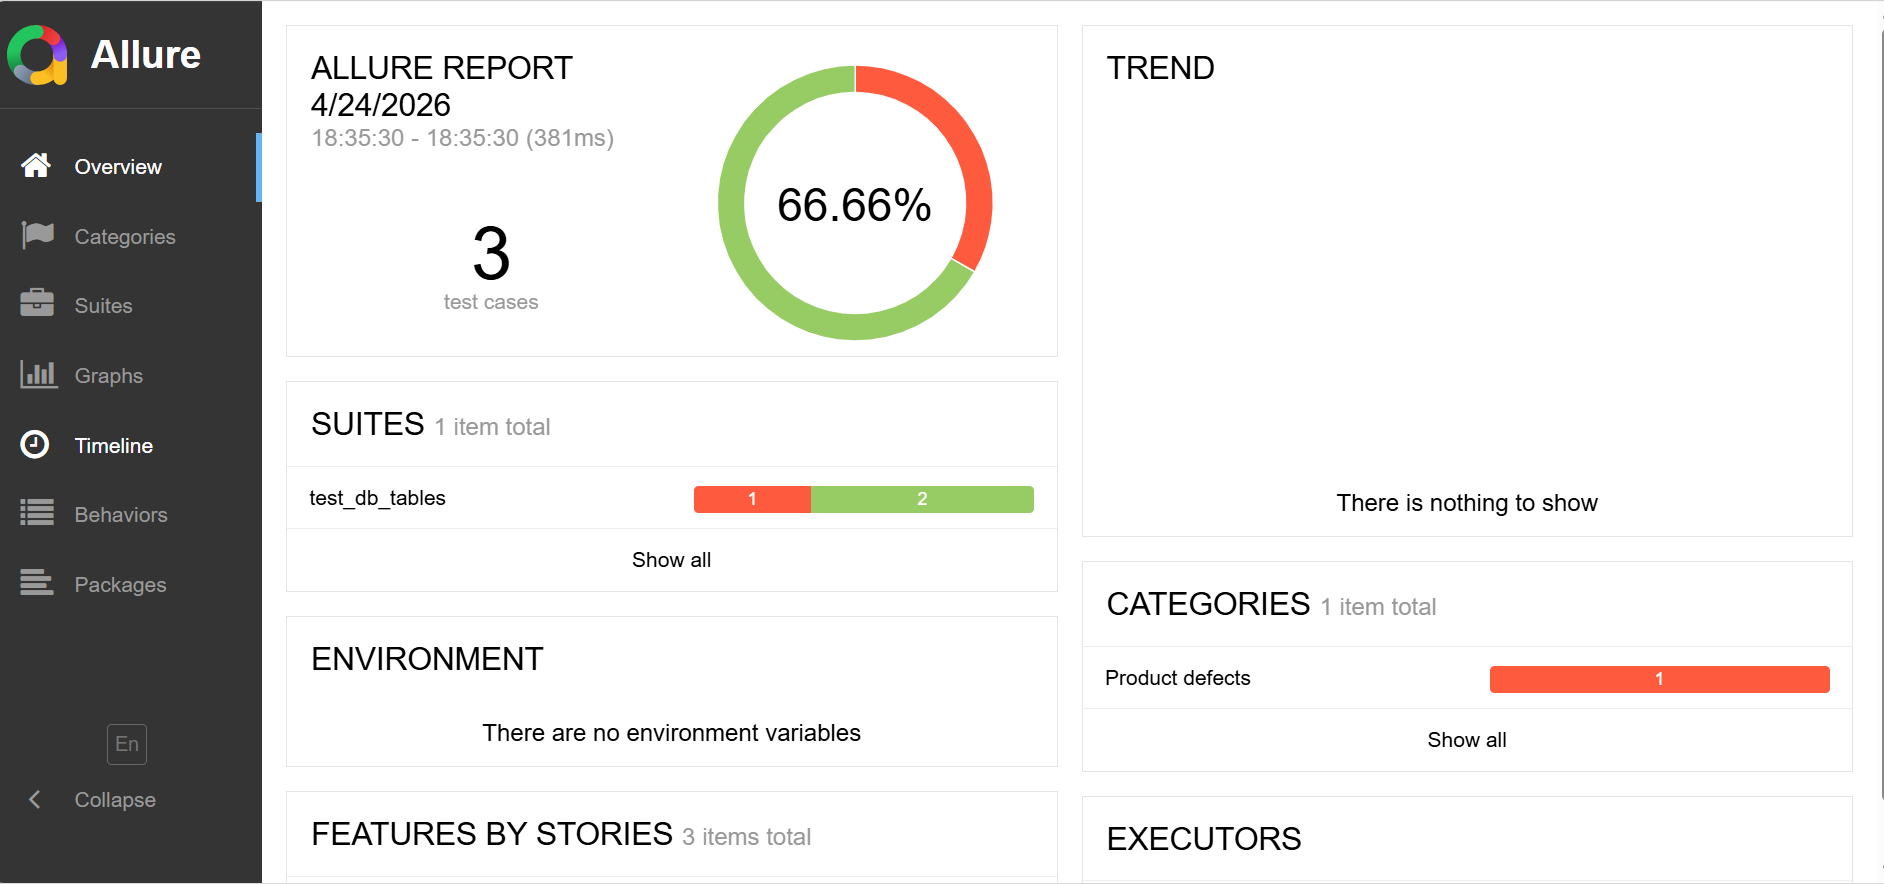 Allure
Overview
Categories
Suites
Graphs
Timeline
Behaviors
Packages
En
Collapse
ALLURE REPORT
4/24/2026
18:35:30 - 18:35:30 (381ms)
3
test cases
66.66%
SUITES 1 item total
test_db_tables 1 2
Show all
ENVIRONMENT
There are no environment variables
FEATURES BY STORIES 3 items total
TREND
There is nothing to show
CATEGORIES 1 item total
Product defects 1
Show all
EXECUTORS